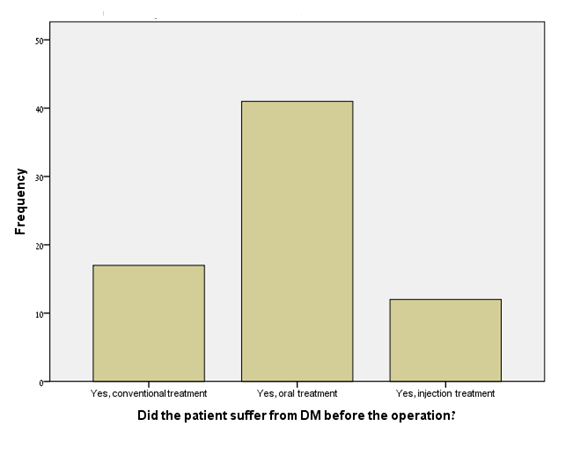 50
40
30
20
10
0
Frequency
Yes, conventional treatment
Yes, oral treatment
Yes, injection treatment
Did the patient suffer from DM before the operation?